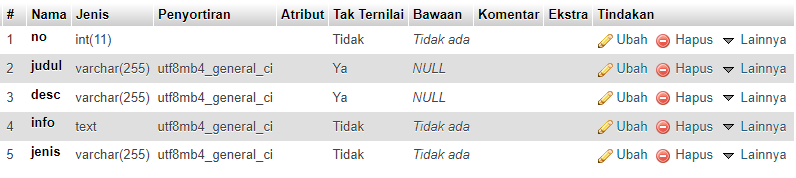 # Nama Jenis Penyortiran Atribut Tak Ternilai Bawaan Komentar Ekstra Tindakan
1 no int(11) Tidak Tidak ada Ubah Hapus Lainnya
2 judul varchar(255) utf8mb4_general_ci Ya NULL Ubah Hapus Lainnya
3 desc varchar(255) utf8mb4_general_ci Ya NULL Ubah Hapus Lainnya
4 info text utf8mb4_general_ci Tidak Tidak ada Ubah Hapus Lainnya
5 jenis varchar(255) utf8mb4_general_ci Tidak Tidak ada Ubah Hapus Lainnya